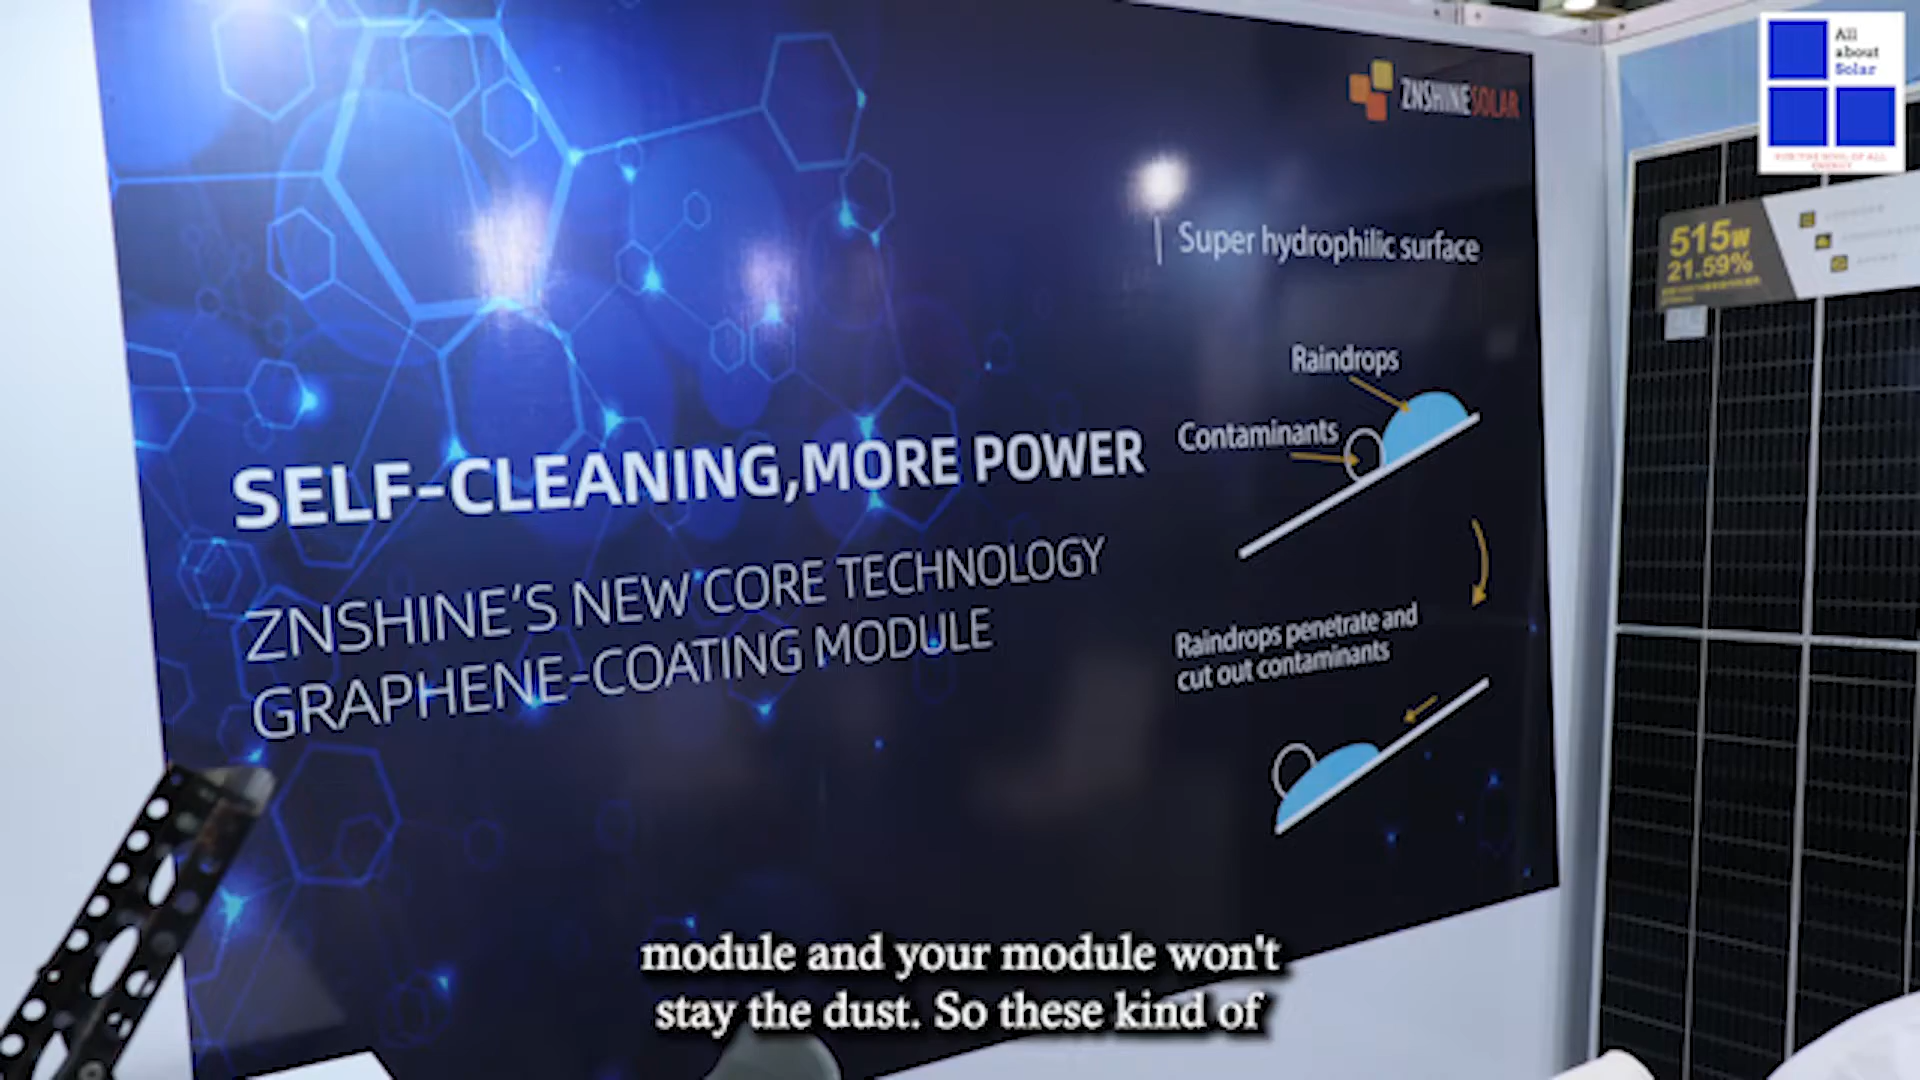 All
about
Solar
ZNSHINESOLAR
Super hydrophilic surface
515W
21.59%
Raindrops
Contaminants
SELF-CLEANING,MORE POWER
ZNSHINE'S NEW CORE TECHNOLOGY
GRAPHENE-COATING MODULE
Raindrops penetrate and
cut out contaminants
module and your module won't
stay the dust. So these kind of